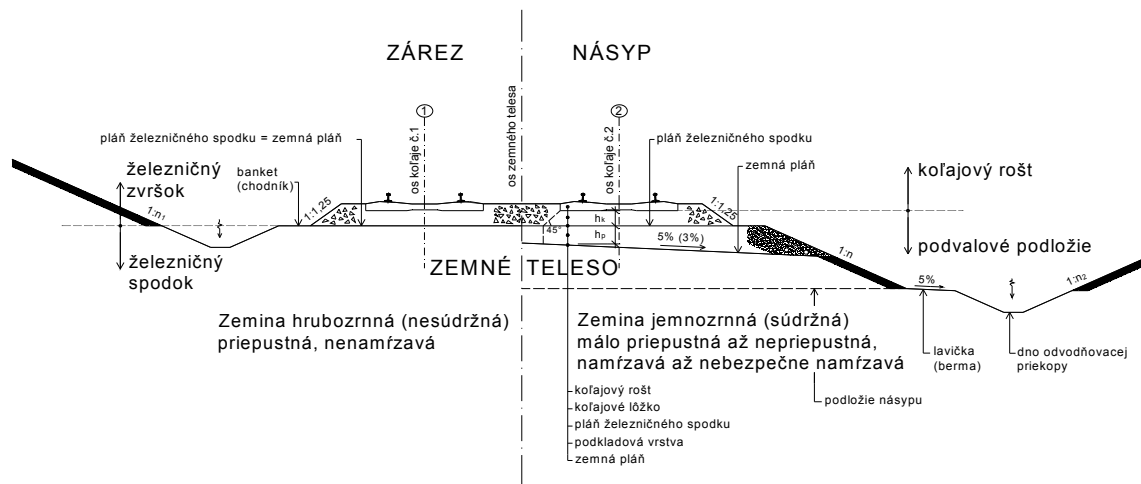 ZÁREZ
NÁSYP
1
2
os koľaje č.1
os zemného telesa
os koľaje č.2
pláň železničného spodku = zemná pláň
pláň železničného spodku
zemná pláň
železničný
zvršok
banket
(chodník)
koľajový rošt
1:n1
1:1,25
1:1,25
hk
45°
hp
5% (3%)
1:n
železničný
spodok
podvalové podložie
ZEMNÉ TELESO
5%
1:n2
Zemina hrubozrnná (nesúdržná)
priepustná, nenamŕzavá
Zemina jemnozrnná (súdržná)
málo priepustná až nepriepustná,
namŕzavá až nebezpečne namŕzavá
lavička
(berma)
dno odvodňovacej
priekopy
podložie násypu
koľajový rošt
koľajové lôžko
pláň železničného spodku
podkladová vrstva
zemná pláň